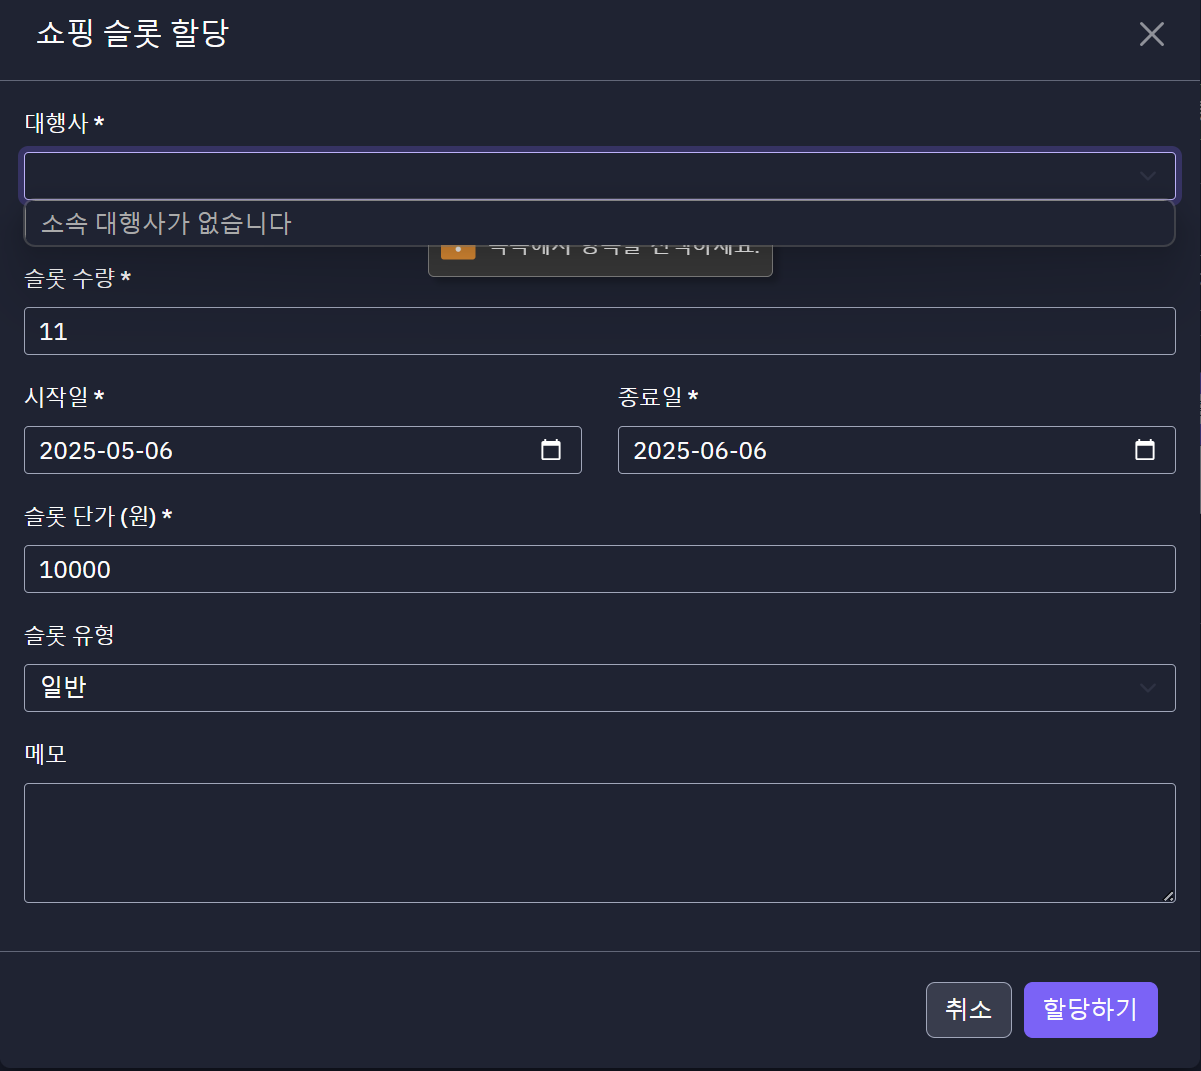 쇼핑 슬롯 할당
대행사 *
소속 대행사가 없습니다
슬롯 수량 *
11
시작일 *
종료일 *
2025-05-06
2025-06-06
슬롯 단가 (원) *
10000
슬롯 유형
일반
메모
취소
할당하기